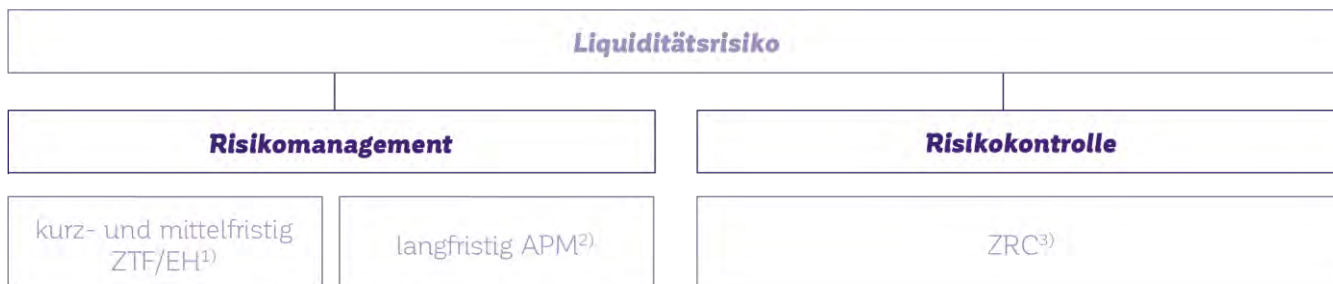 Liquiditätsrisiko
Risikomanagement
Risikokontrolle
kurz- und mittelfristig
ZTF/EH¹⁾
langfristig APM²⁾
ZRC³⁾